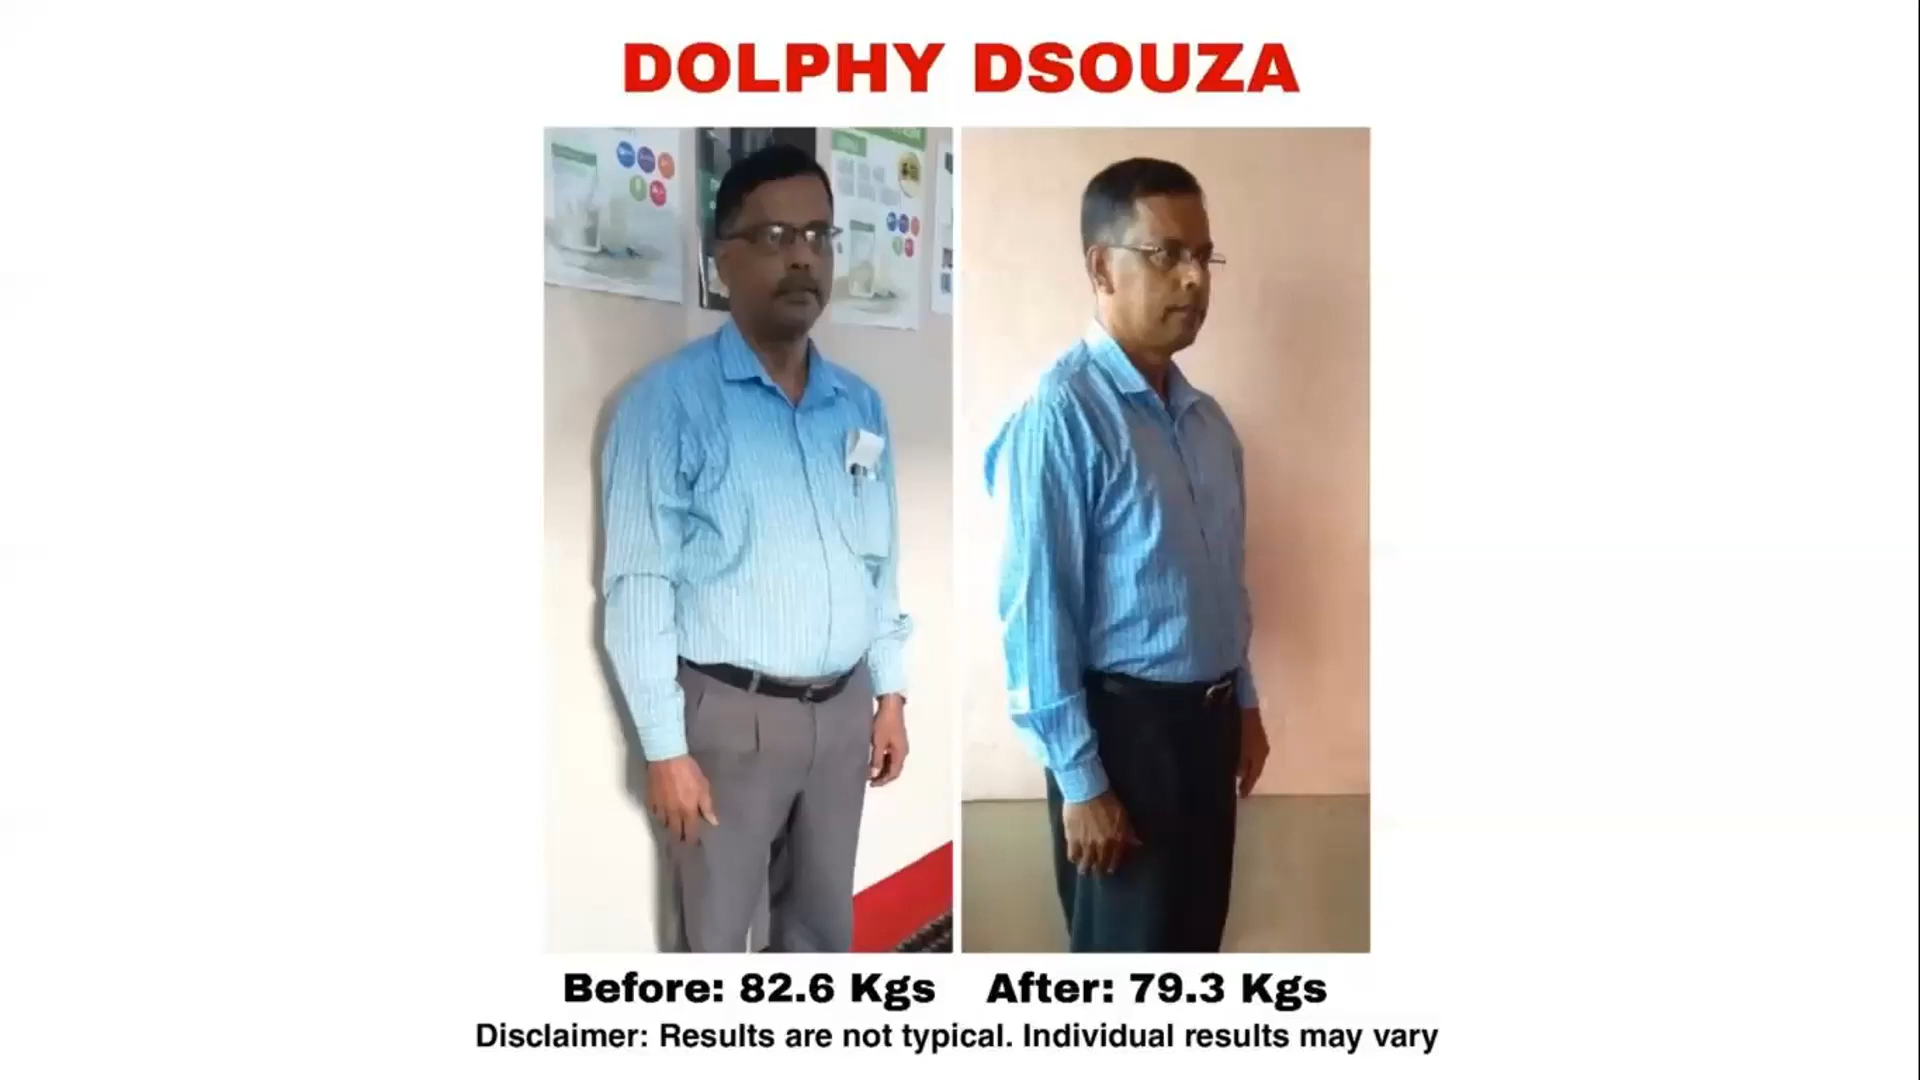 DOLPHY DSOUZA
Before: 82.6 Kgs After: 79.3 Kgs
Disclaimer: Results are not typical. Individual results may vary